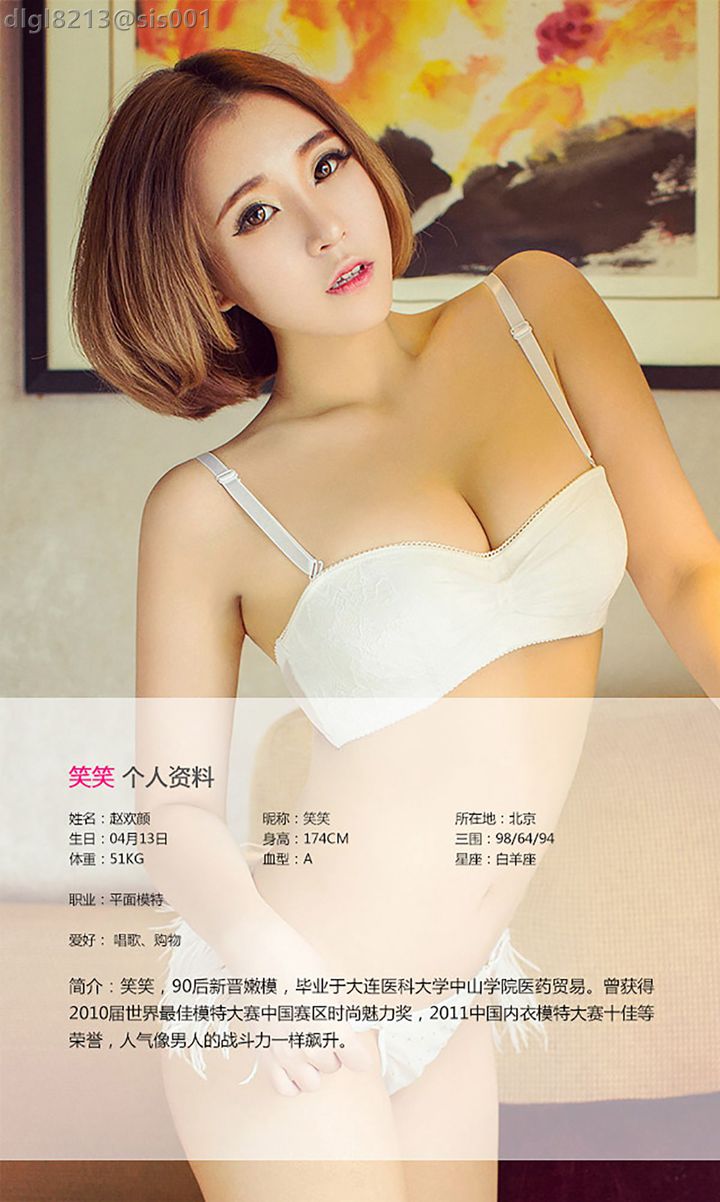 dlgl8213@sis001
笑笑 个人资料
姓名：赵欢颜 昵称：笑笑 所在地：北京
生日：04月13日 身高：174CM 三围：98/64/94
体重：51KG 血型：A 星座：白羊座
职业：平面模特
爱好： 唱歌、购物
简介：笑笑，90后新晋嫩模，毕业于大连医科大学中山学院医药贸易。曾获得
2010届世界最佳模特大赛中国赛区时尚魅力奖，2011中国内衣模特大赛十佳等
荣誉，人气像男人的战斗力一样飙升。